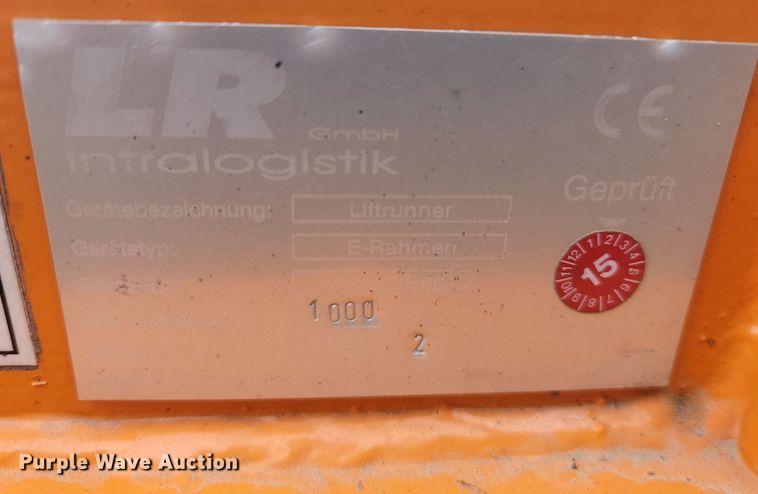 LR
GmbH
intralogistik
CE
Geprüft
Gerätebszeichnung: Liftrunner
Gerätetyp: E-Rahmen
12 1 2 3 4 5 6 7 8 9 10 11
15
1000
2
Purple Wave Auction